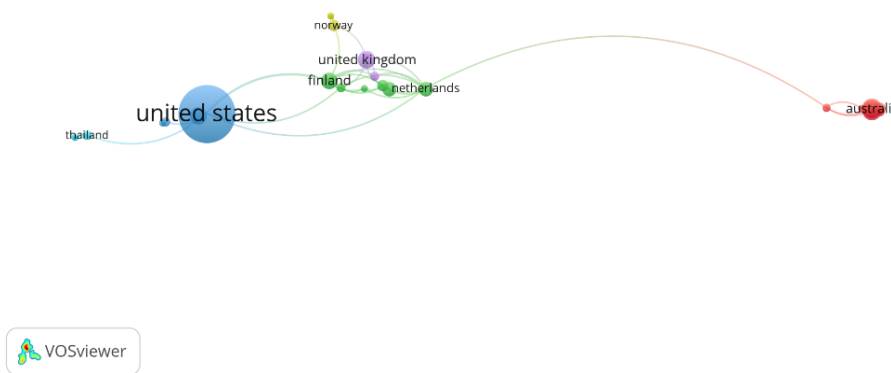 norway
united kingdom
finland
netherlands
united states
australi
thailand
VOSviewer